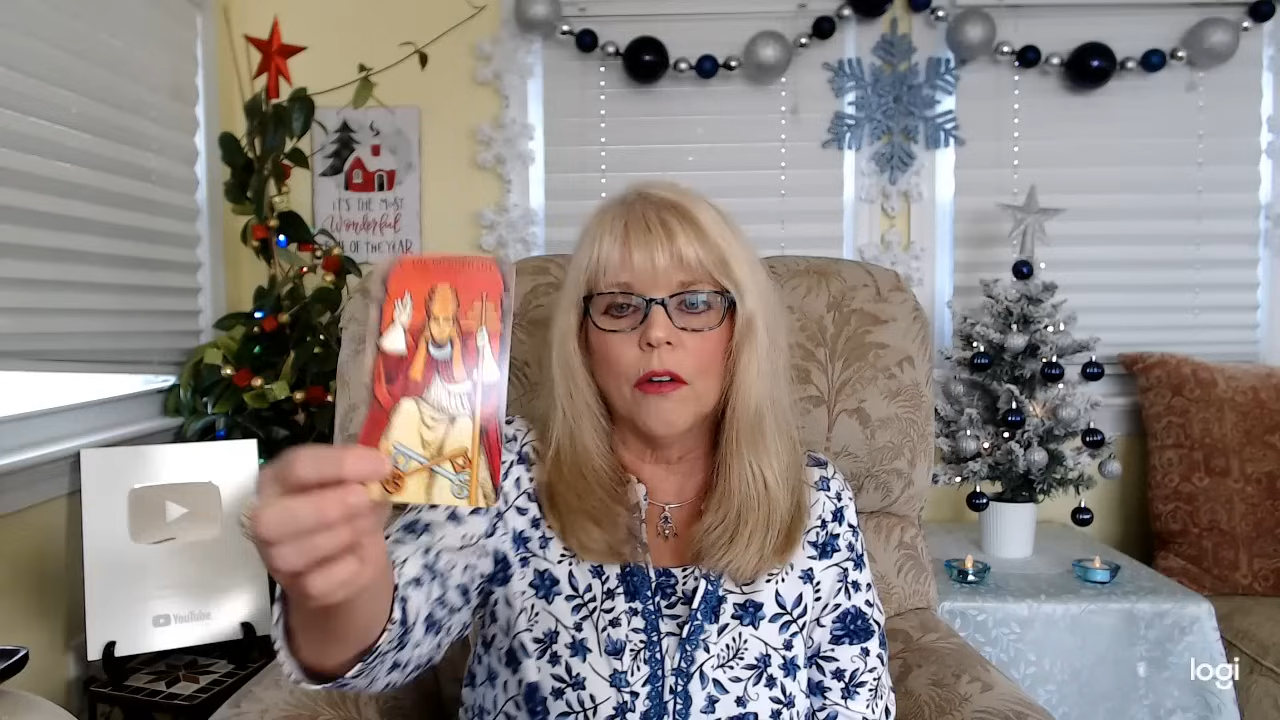 IT'S THE MOST
Wonderful
OF THE YEAR
YouTube
logi